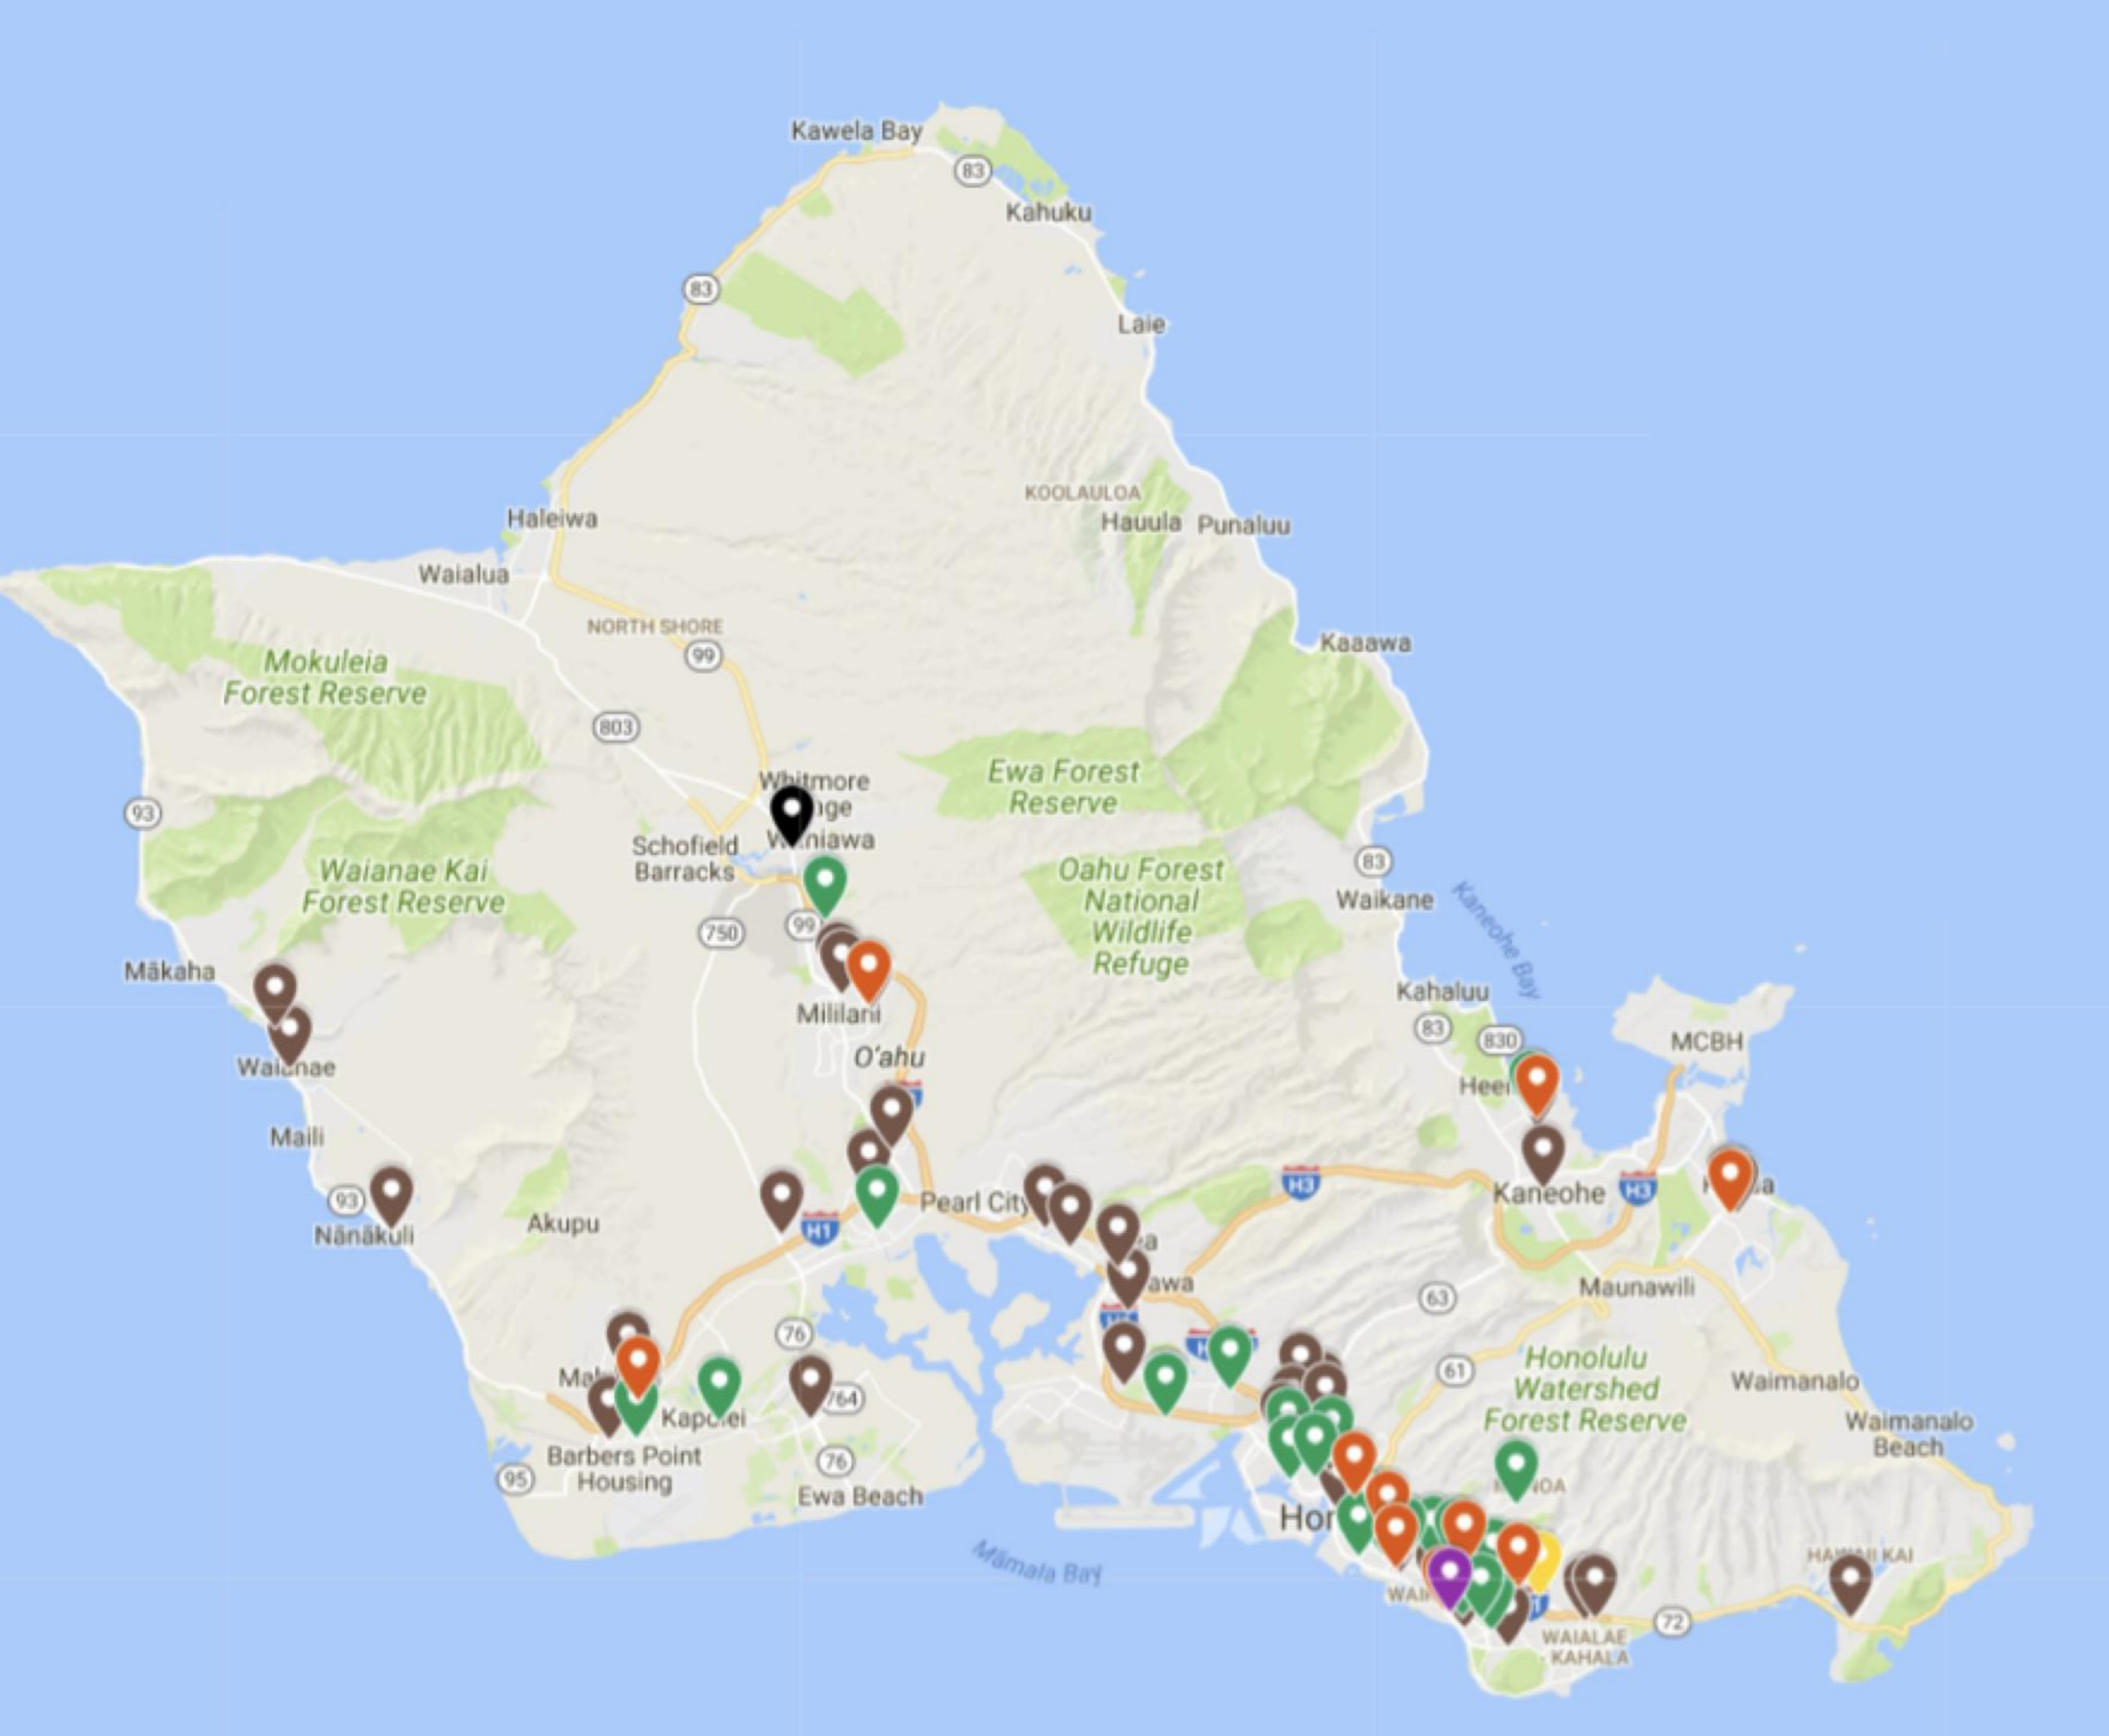 Kawela Bay
83
Kahuku
83
Laie
KOOLAULOA
Hauula
Punaluu
Haleiwa
Waialua
NORTH SHORE
99
Kaaawa
Mokuleia
Forest Reserve
803
Ewa Forest
Reserve
Whitmore
93
Schofield
Barracks
83
Waikane
Waianae Kai
Forest Reserve
Oahu Forest
National
Wildlife
Refuge
Kaneohe Bay
750
99
Mākaha
Kahaluu
83
830
MCBH
Mililani
O'ahu
Maili
93
Nānākuli
Akupu
Pearl City
H1
H3
Kaneohe
H3
Maunawili
63
76
61
Honolulu
Watershed
Forest Reserve
Waimanalo
Waimanalo
Beach
764
Barbers Point
Housing
95
76
Ewa Beach
Māmala Bay
72
WAIALAE
- KAHALA